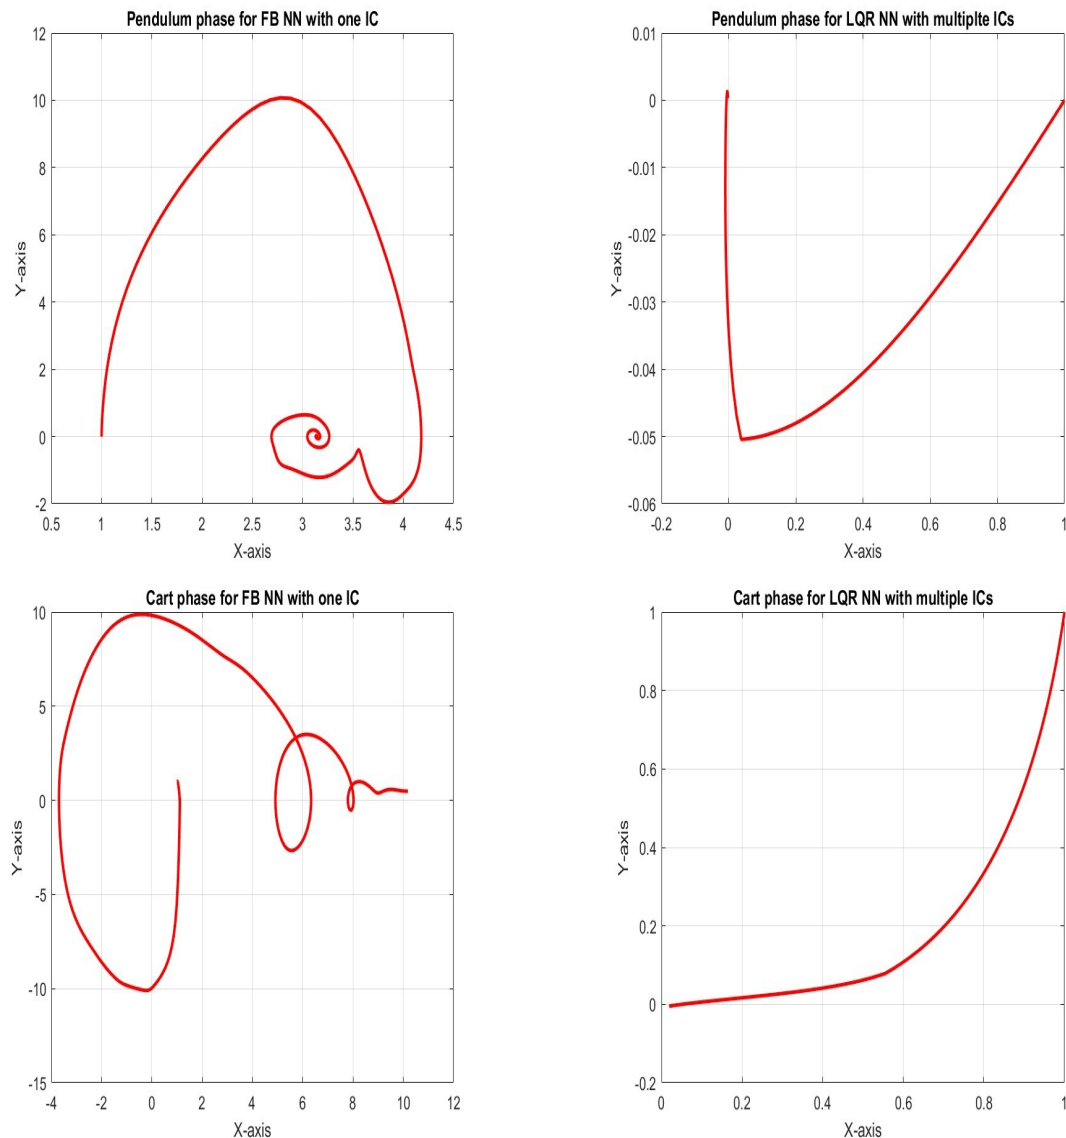 Pendulum phase for FB NN with one IC
12
10
8
6
4
2
0
-2
Y-axis
0.5 1 1.5 2 2.5 3 3.5 4 4.5
X-axis
Pendulum phase for LQR NN with multiplte ICs
0.01
0
-0.01
-0.02
-0.03
-0.04
-0.05
-0.06
Y-axis
-0.2 0 0.2 0.4 0.6 0.8 1
X-axis
Cart phase for FB NN with one IC
10
5
0
-5
-10
-15
Y-axis
-4 -2 0 2 4 6 8 10 12
X-axis
Cart phase for LQR NN with multiple ICs
1
0.8
0.6
0.4
0.2
0
-0.2
Y-axis
0 0.2 0.4 0.6 0.8 1
X-axis